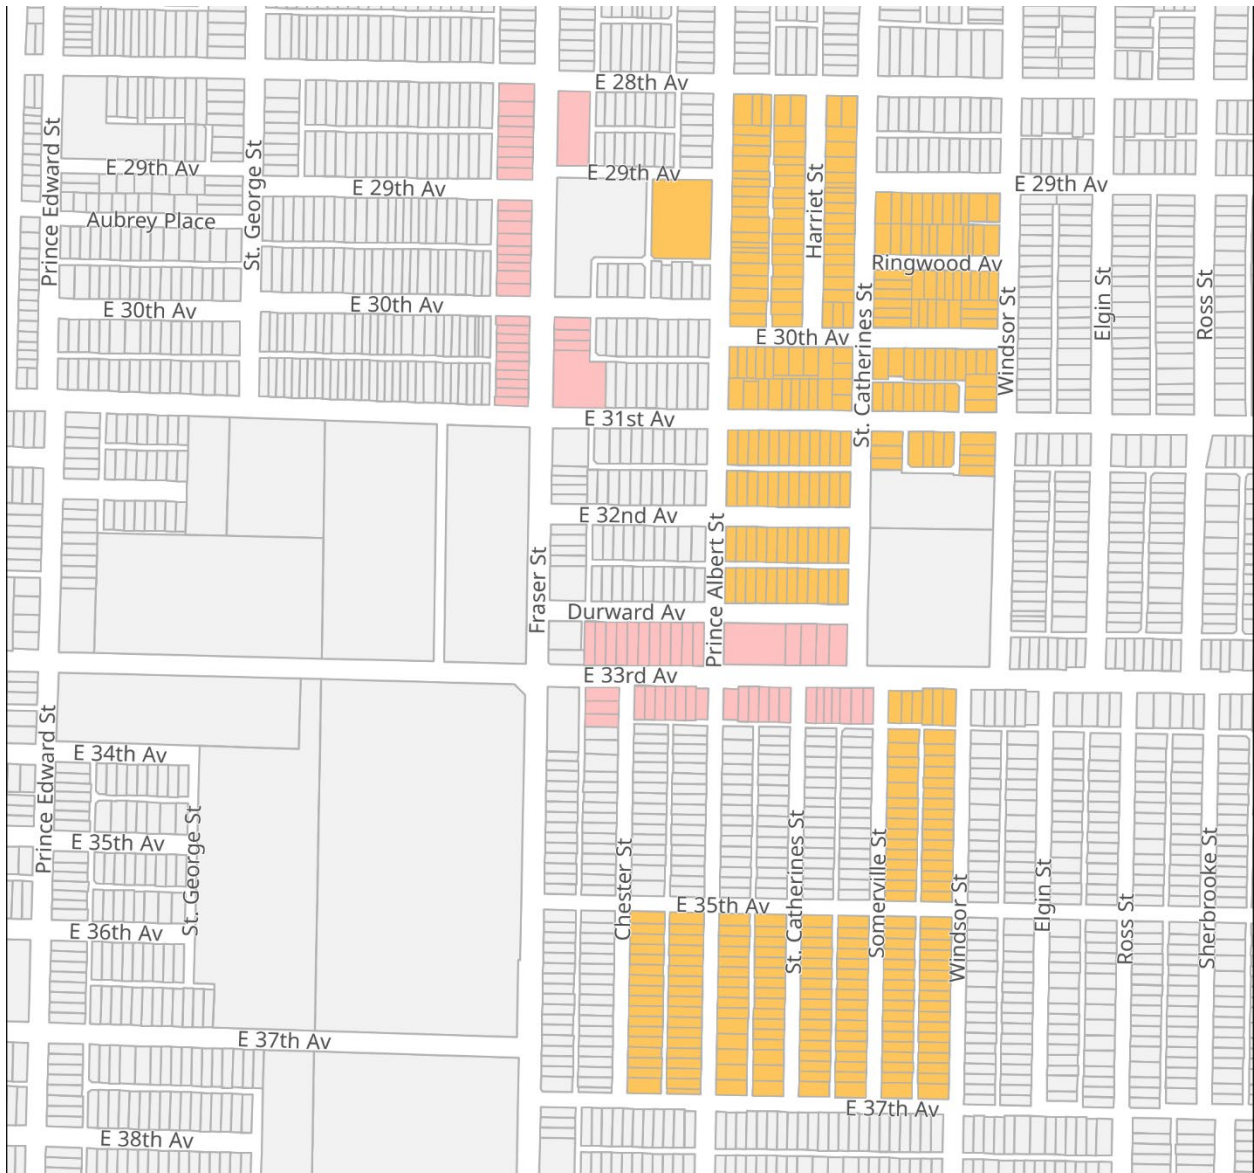 E 28th Av
Prince Edward St
St. George St
E 29th Av
E 29th Av
E 29th Av
E 29th Av
Harriet St
Aubrey Place
Ringwood Av
Elgin St
Ross St
E 30th Av
E 30th Av
E 30th Av
St. Catherines St
Windsor St
E 31st Av
E 32nd Av
Prince Albert St
Fraser St
Durward Av
E 33rd Av
Prince Edward St
E 34th Av
St. George St
E 35th Av
Chester St
E 35th Av
St. Catherines St
Somerville St
Windsor St
Elgin St
Ross St
Sherbrooke St
E 36th Av
E 37th Av
E 37th Av
E 38th Av